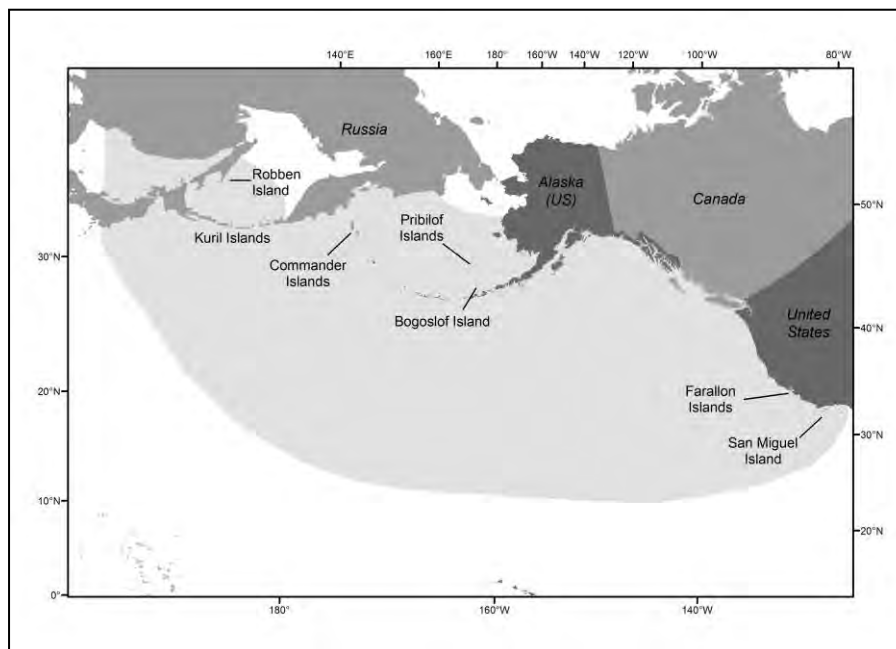 140°E 160°E 180° 160°W 140°W 120°W 100°W 80°W
Russia
Robben
Island
Alaska
(US)
Canada
50°N
Pribilof
Islands
Kuril Islands
30°N
Commander
Islands
Bogoslof Island
United
States
40°N
20°N
Farallon
Islands
30°N
San Miguel
Island
10°N
20°N
0°
180° 160°W 140°W